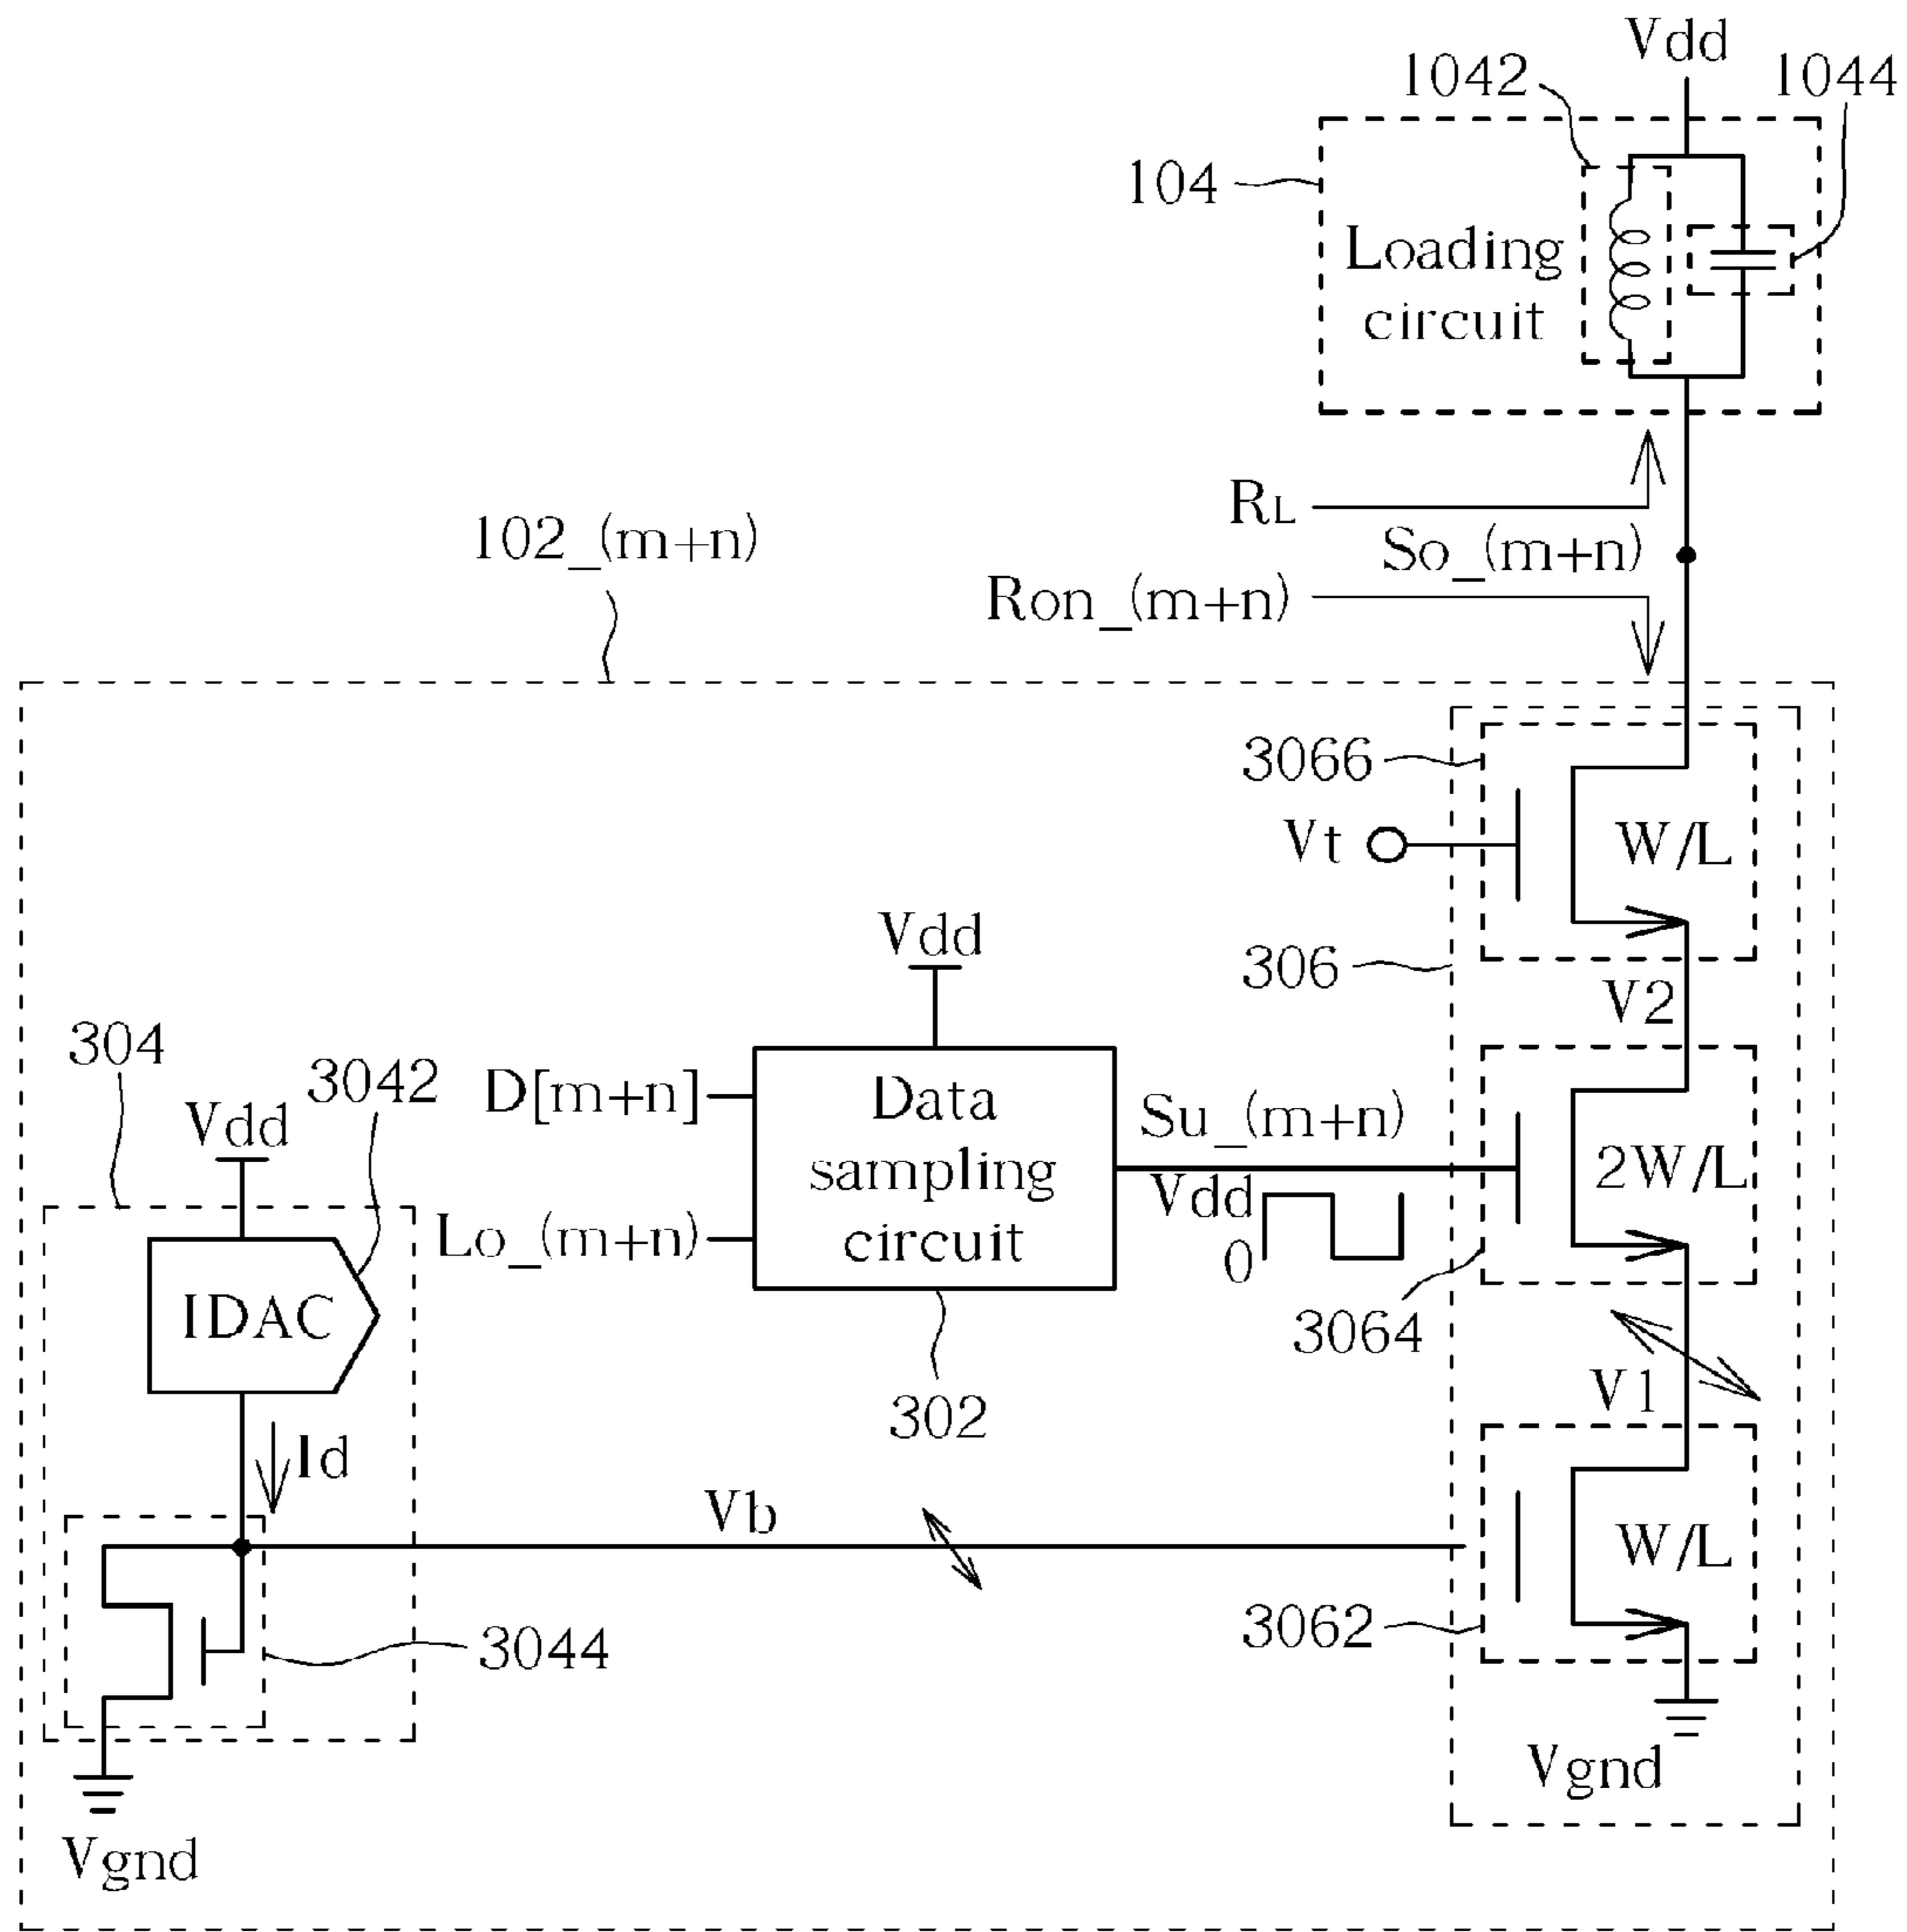 Vdd
1042
1044
104
Loading
circuit
RL
So_(m+n)
102_(m+n)
Ron_(m+n)
3066
Vt
W/L
Vdd
306
V2
304
3042
Vdd
D[m+n]
Data
sampling
circuit
Su_(m+n)
2W/L
Vdd
0
Lo_(m+n)
IDAC
3064
302
V1
Id
Vb
W/L
3062
3044
Vgnd
Vgnd